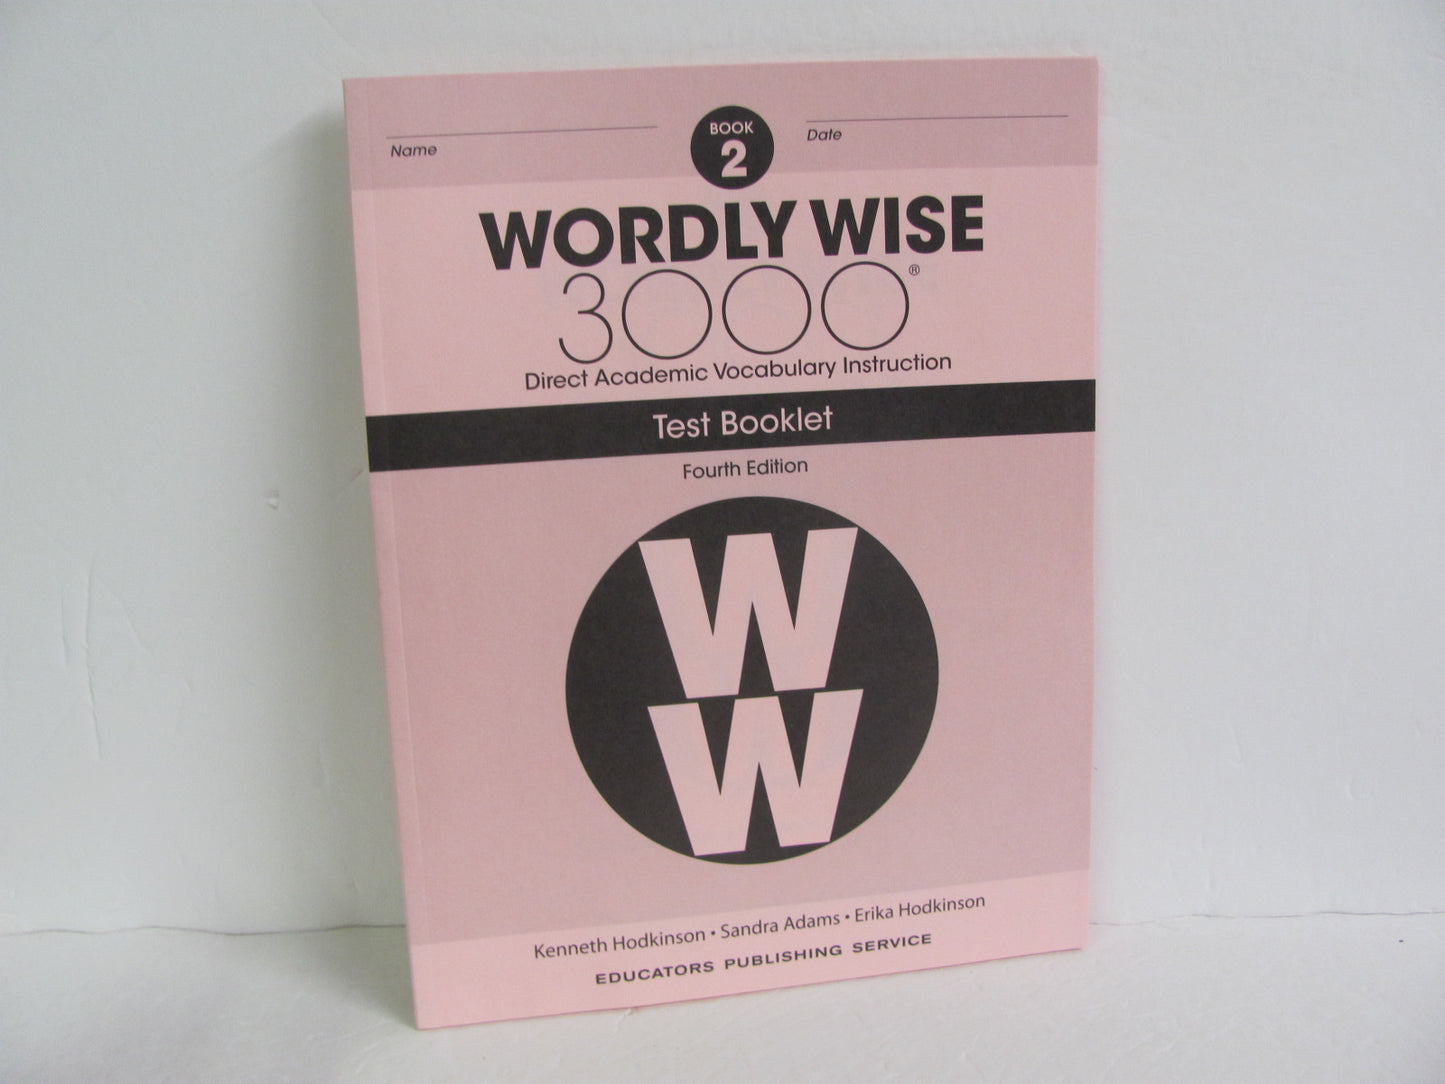 BOOK
2
Name
Date
WORDLY WISE
3000®
Direct Academic Vocabulary Instruction
Test Booklet
Fourth Edition
W
W
Kenneth Hodkinson • Sandra Adams • Erika Hodkinson
EDUCATORS PUBLISHING SERVICE